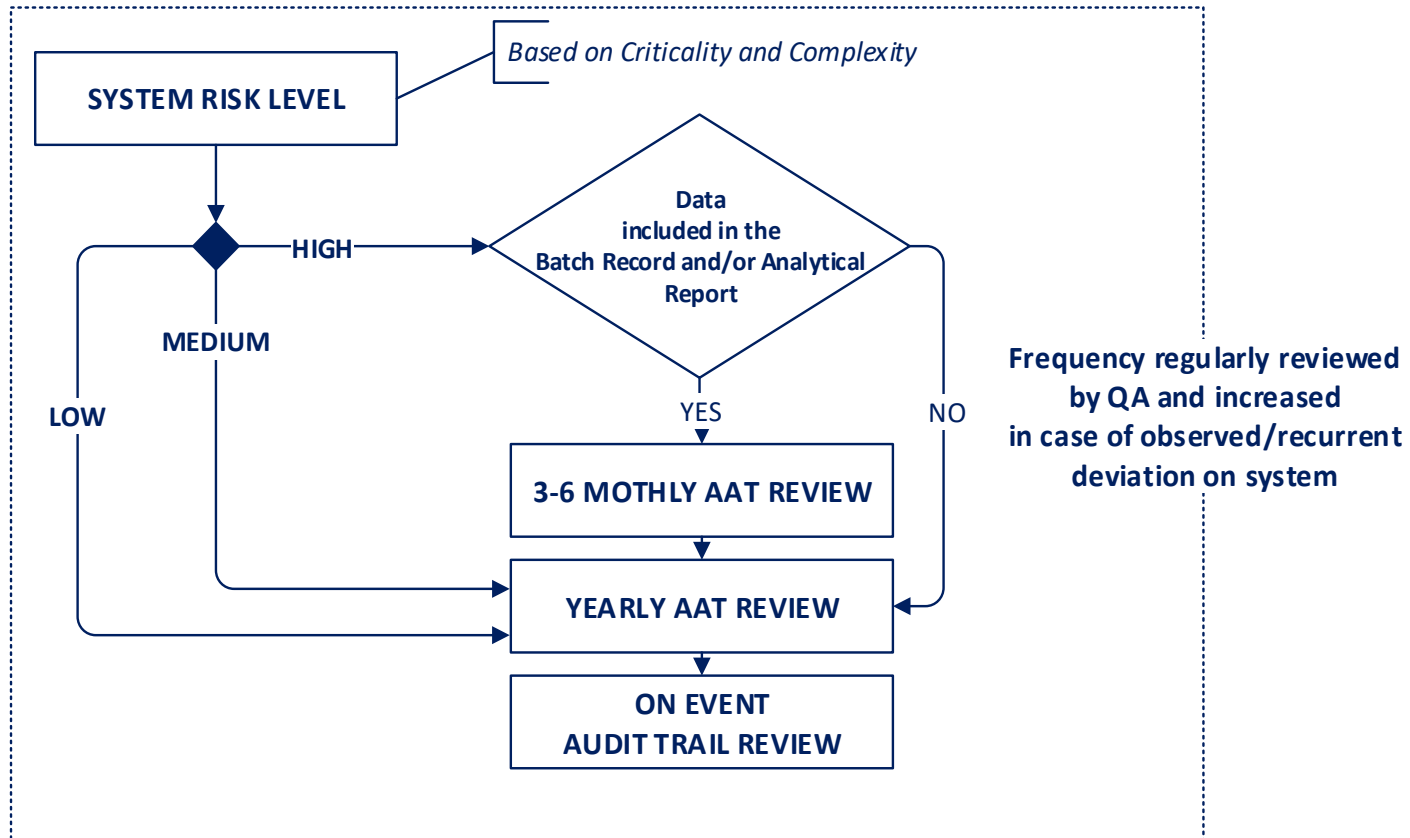 Based on Criticality and Complexity
SYSTEM RISK LEVEL
Data
included in the
Batch Record and/or Analytical
Report
HIGH
MEDIUM
LOW
YES
NO
Frequency regularly reviewed
by QA and increased
in case of observed/recurrent
deviation on system
3-6 MOTHLY AAT REVIEW
YEARLY AAT REVIEW
ON EVENT
AUDIT TRAIL REVIEW